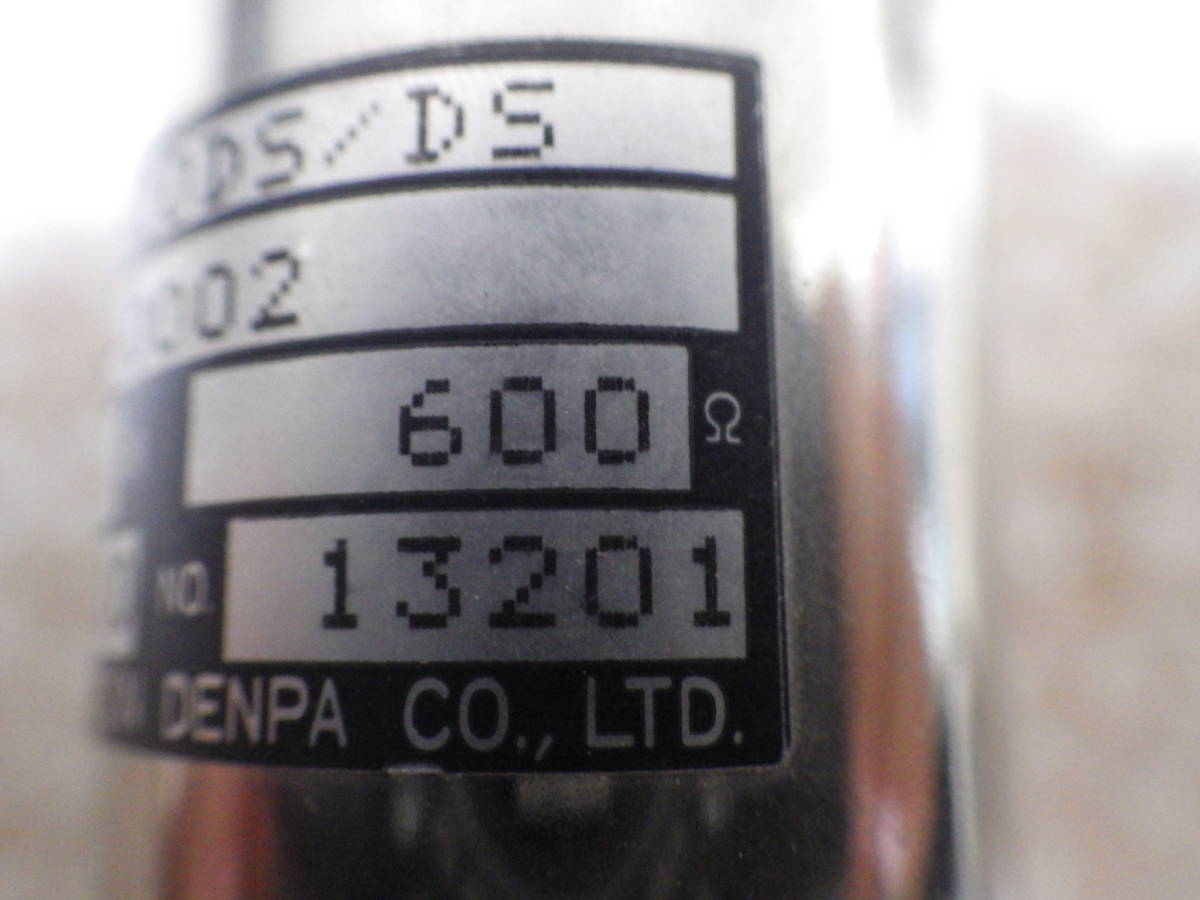 DS/DS
002
600 Ω
NO. 13201
DENPA CO., LTD.